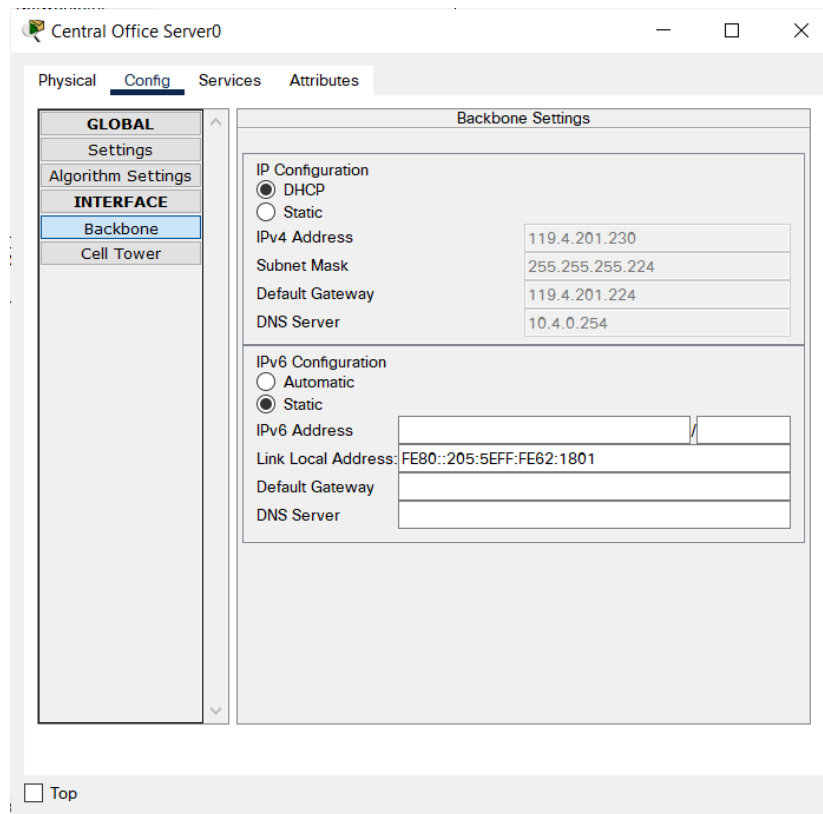 Central Office Server0
Physical Config Services Attributes
GLOBAL
Settings
Algorithm Settings
INTERFACE
Backbone
Cell Tower
Backbone Settings
IP Configuration
DHCP
Static
IPv4 Address 119.4.201.230
Subnet Mask 255.255.255.224
Default Gateway 119.4.201.224
DNS Server 10.4.0.254
IPv6 Configuration
Automatic
Static
IPv6 Address /
Link Local Address: FE80::205:5EFF:FE62:1801
Default Gateway
DNS Server
Top